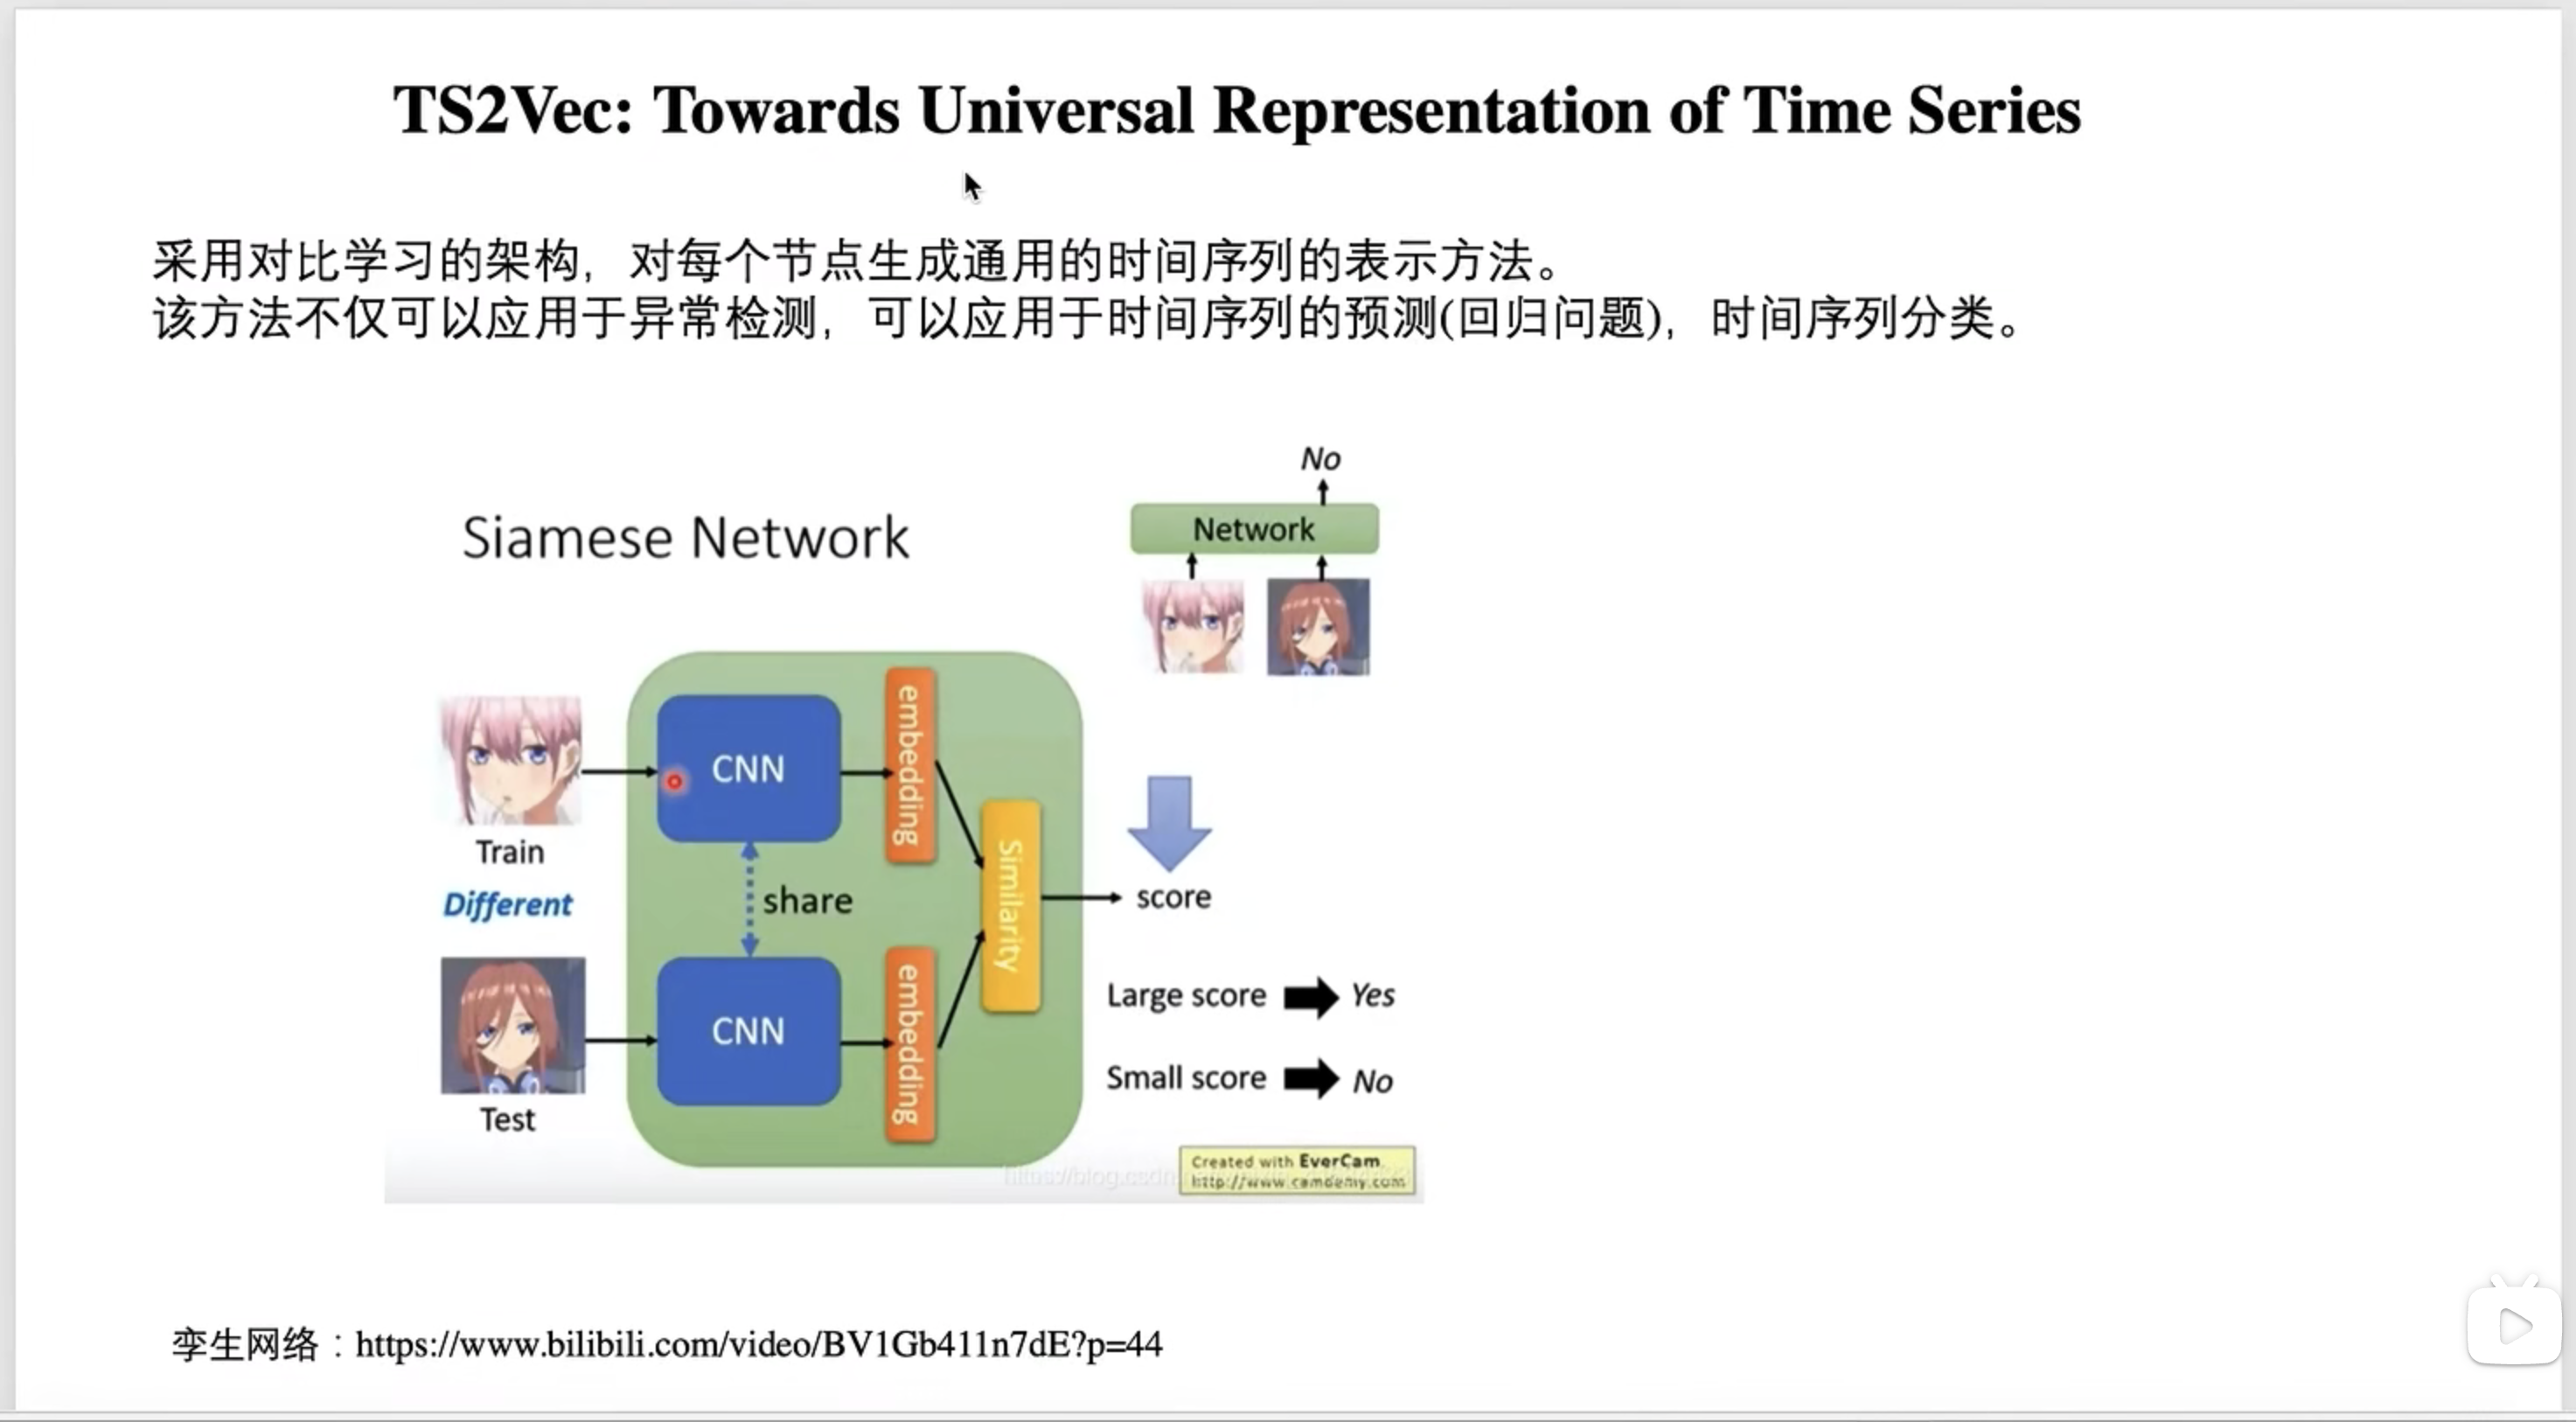 TS2Vec: Towards Universal Representation of Time Series
采用对比学习的架构，对每个节点生成通用的时间序列的表示方法。
该方法不仅可以应用于异常检测，可以应用于时间序列的预测(回归问题)，时间序列分类。
No
Siamese Network
Network
CNN
embedding
Train
Different
share
Similarity
score
CNN
embedding
Large score
Yes
Small score
No
Test
Created with EverCam.
http://www.camdemy.com
https://blog.csdn.
孪生网络：https://www.bilibili.com/video/BV1Gb411n7dE?p=44